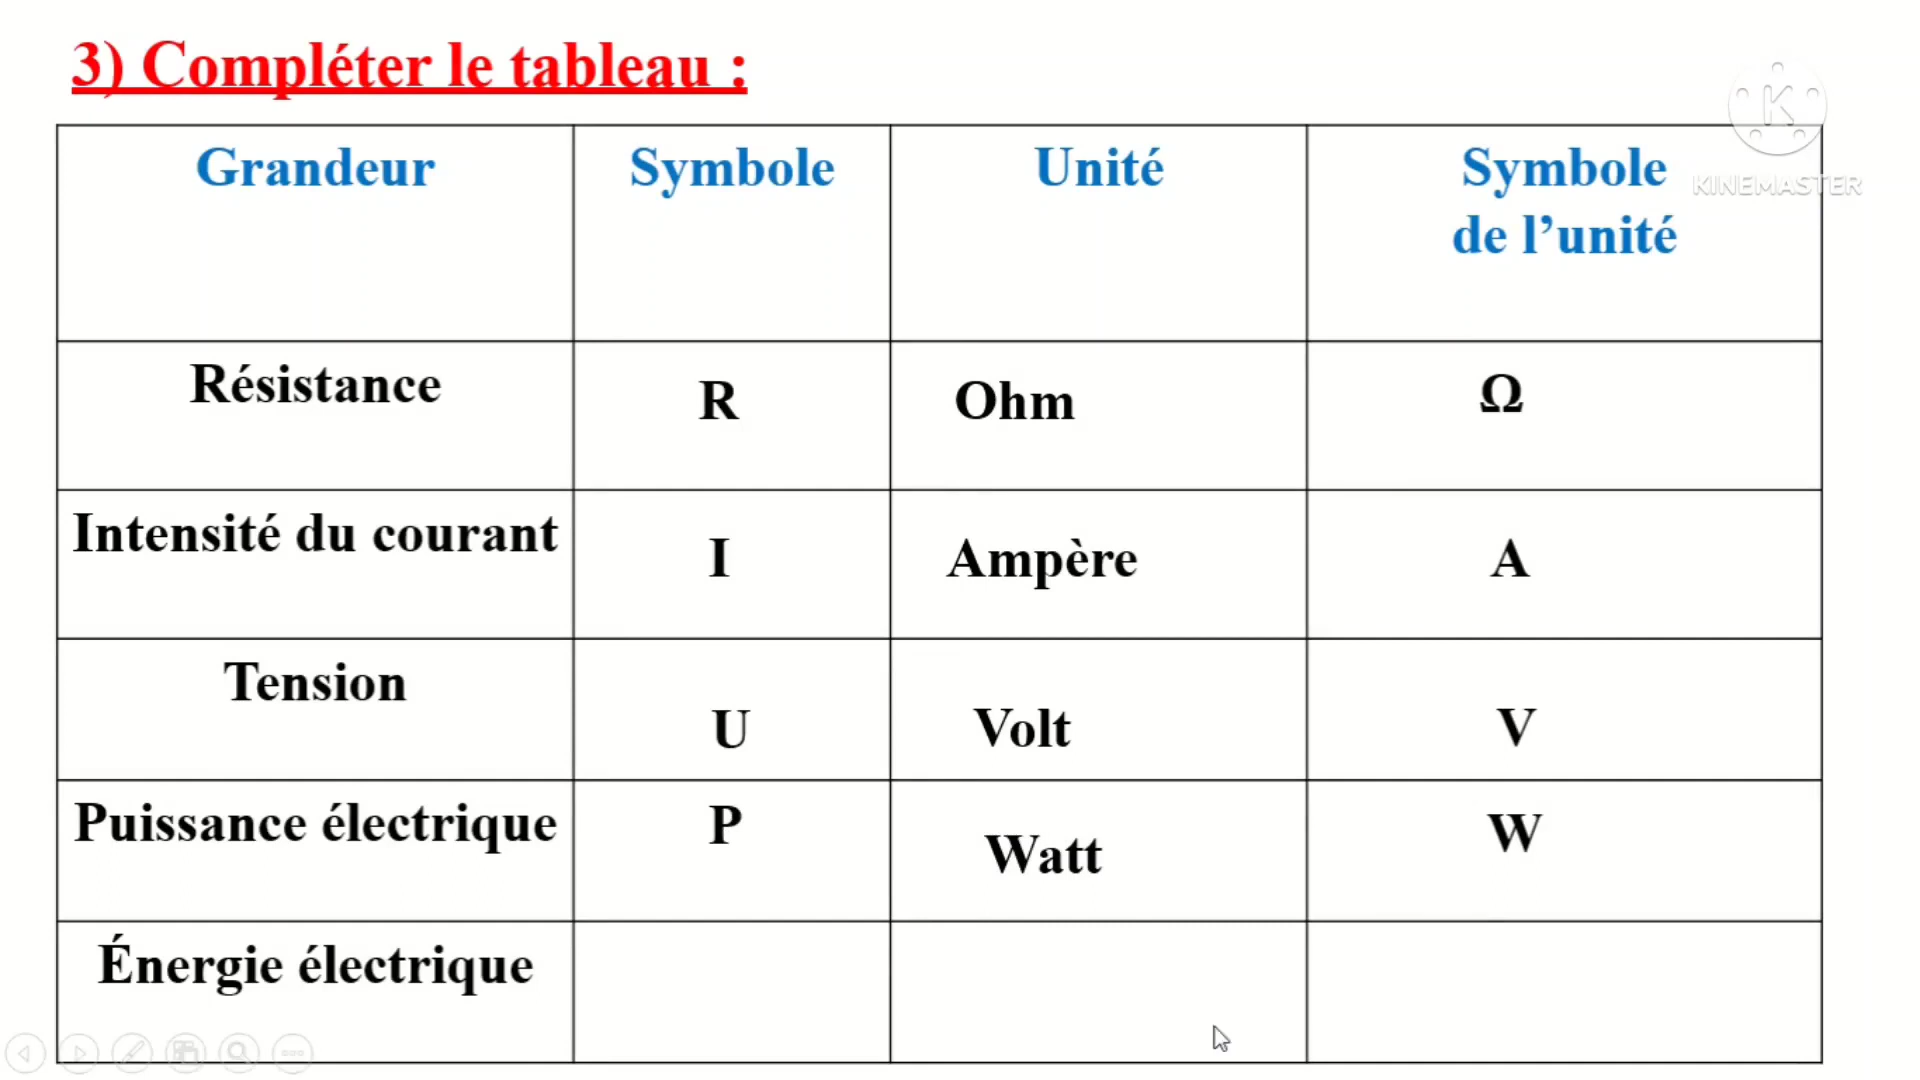 3) Compléter le tableau :
K
KINEMASTER
Grandeur Symbole Unité Symbole de l’unité
Résistance R Ohm Ω
Intensité du courant I Ampère A
Tension U Volt V
Puissance électrique P Watt W
Énergie électrique